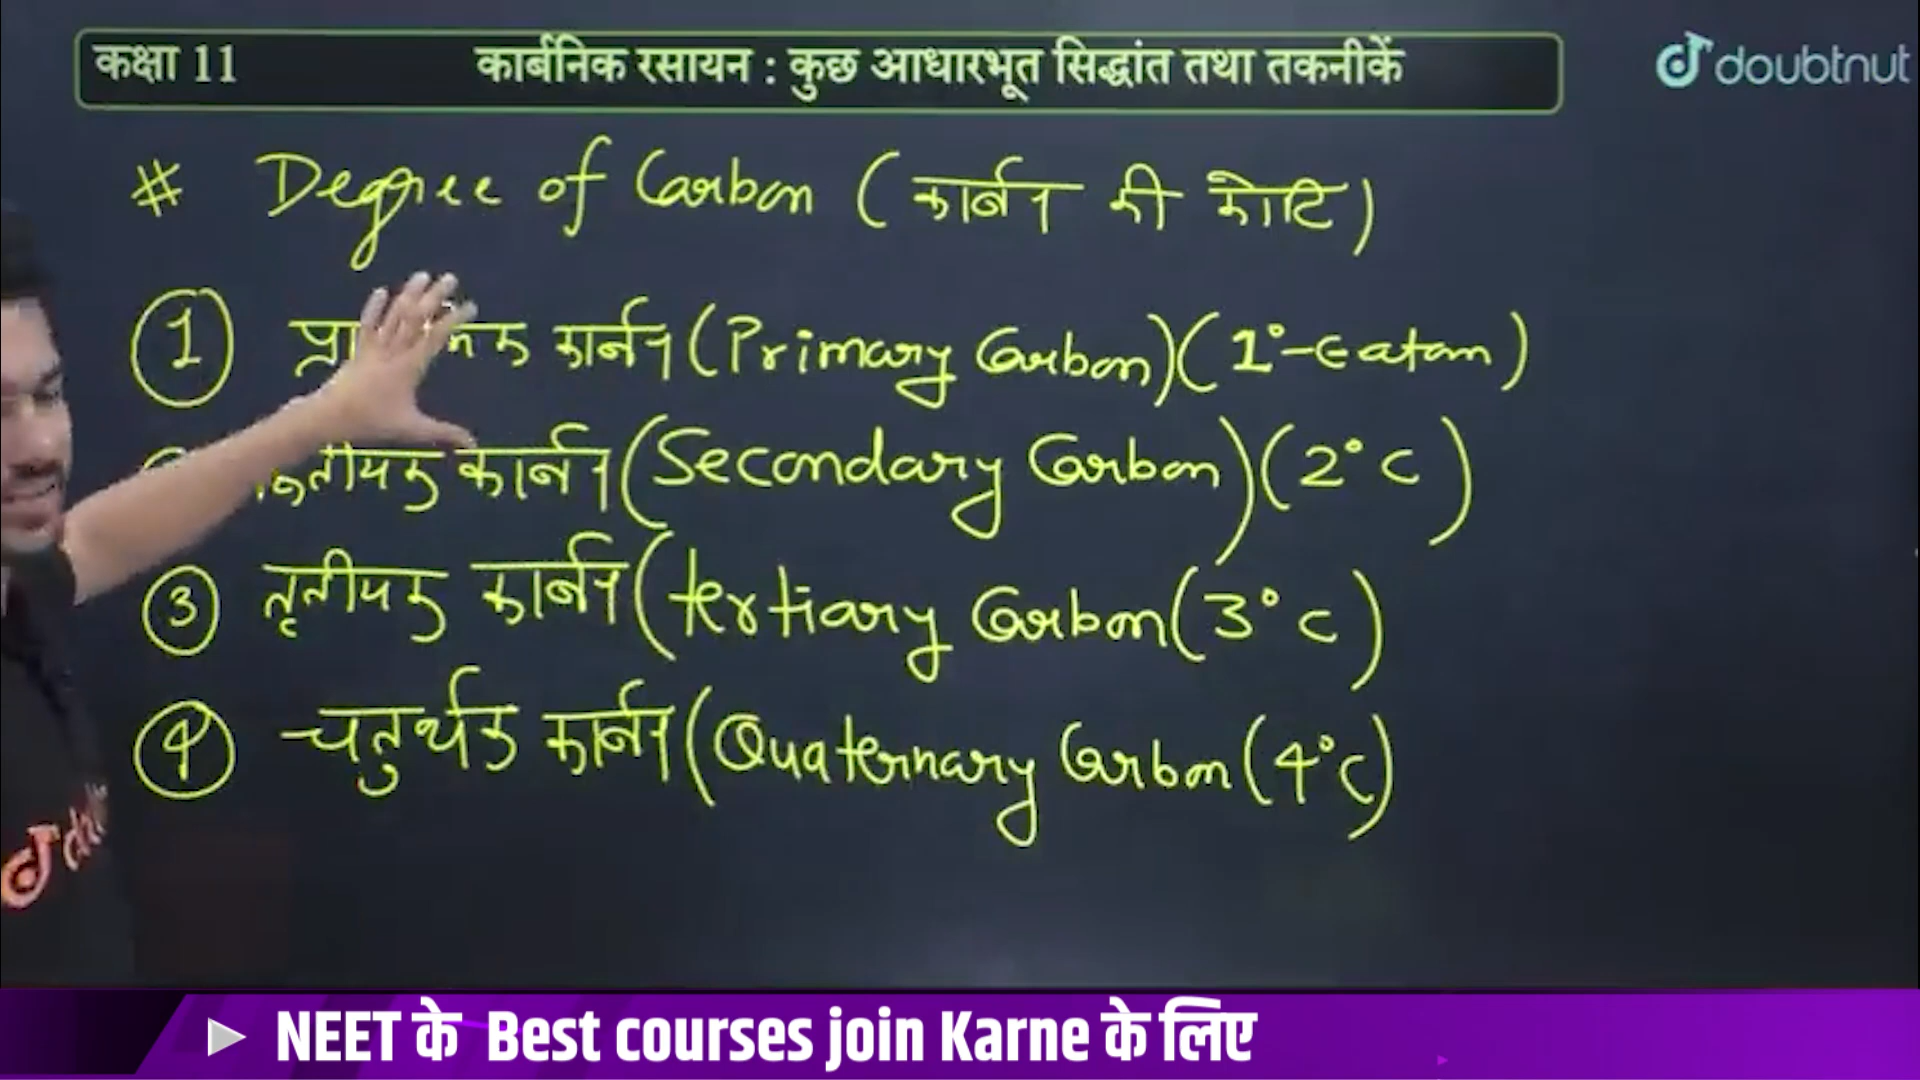 कक्षा 11 कार्बनिक रसायन : कुछ आधारभूत सिद्धांत तथा तकनीकें
doubtnut
# Degree of Carbon (कार्बन की कोटि)
1 कार्बन (Primary Carbon) (1°-C atom)
कार्बन (Secondary Carbon) (2° C)
3 तृतीयक कार्बन (tertiary Carbon (3° C)
4 चतुर्थक कार्बन (Quaternary Carbon (4°C)
NEET के Best courses join Karne के लिए